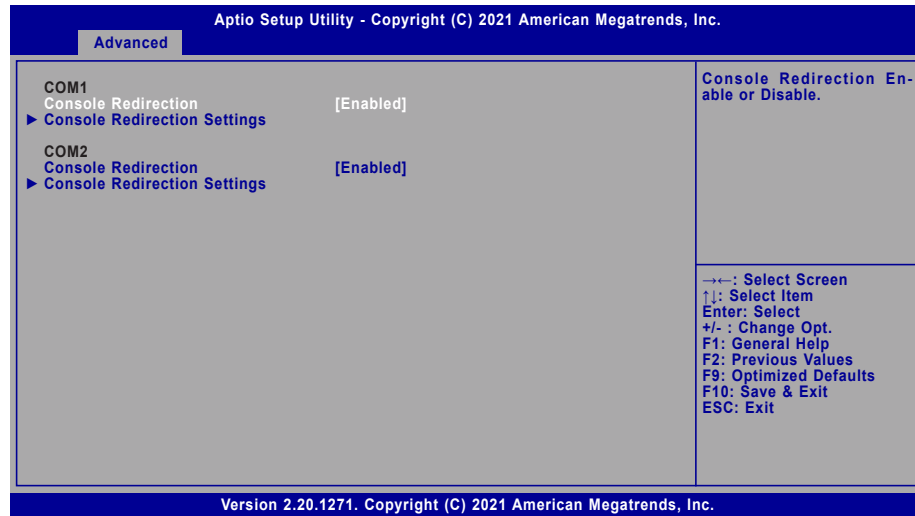 Aptio Setup Utility - Copyright (C) 2021 American Megatrends, Inc.
Advanced
COM1
Console Redirection [Enabled]
▶ Console Redirection Settings
COM2
Console Redirection [Enabled]
▶ Console Redirection Settings
Console Redirection En-
able or Disable.
→←: Select Screen
↑↓: Select Item
Enter: Select
+/- : Change Opt.
F1: General Help
F2: Previous Values
F9: Optimized Defaults
F10: Save & Exit
ESC: Exit
Version 2.20.1271. Copyright (C) 2021 American Megatrends, Inc.